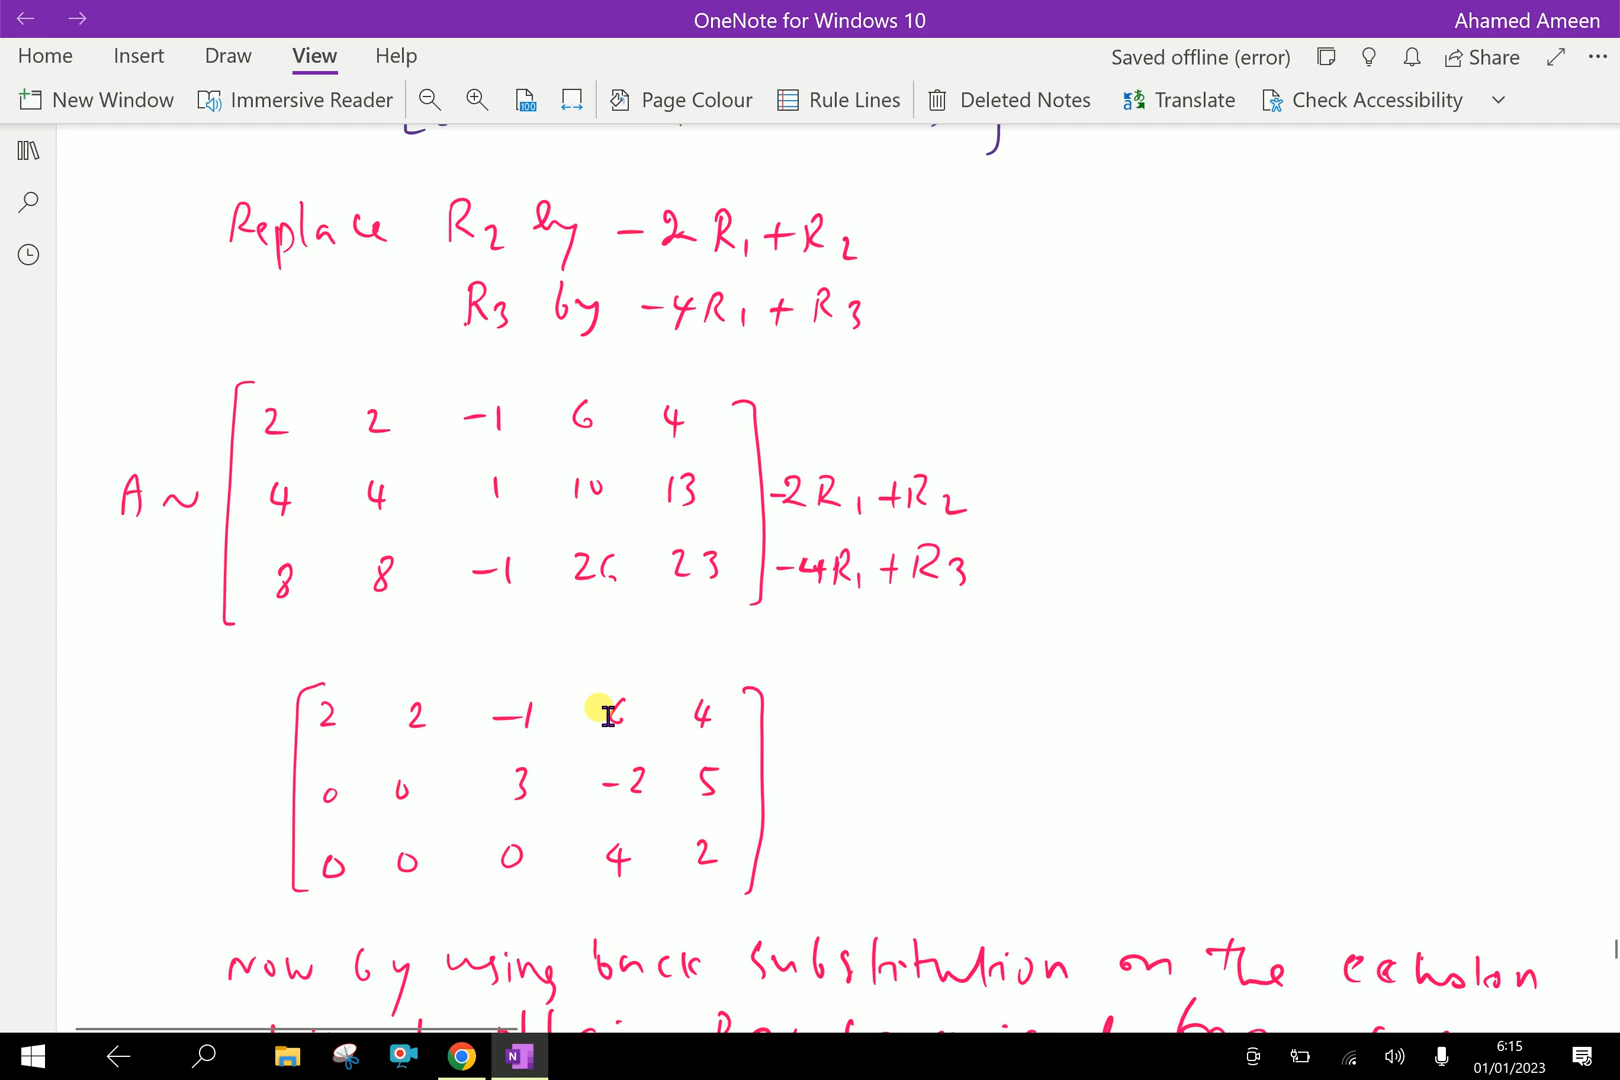 OneNote for Windows 10
Ahamed Ameen
Home Insert Draw View Help
Saved offline (error) Share
New Window Immersive Reader 100 Page Colour Rule Lines Deleted Notes Translate Check Accessibility
Replace R2 by -2R1+R2
R3 by -4R1+R3
2 2 -1 6 4
A ~ 4 4 1 10 13 -2R1+R2
8 8 -1 26 23 -4R1+R3
2 2 -1 6 4
0 0 3 -2 5
0 0 0 4 2
Now by using back substitution on the echolon
6:15
01/01/2023